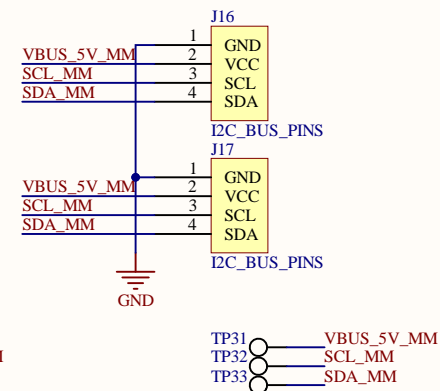 J16
1 GND
VBUS_5V_MM 2 VCC
SCL_MM 3 SCL
SDA_MM 4 SDA
I2C_BUS_PINS
J17
1 GND
VBUS_5V_MM 2 VCC
SCL_MM 3 SCL
SDA_MM 4 SDA
I2C_BUS_PINS
GND
TP31 VBUS_5V_MM
TP32 SCL_MM
TP33 SDA_MM